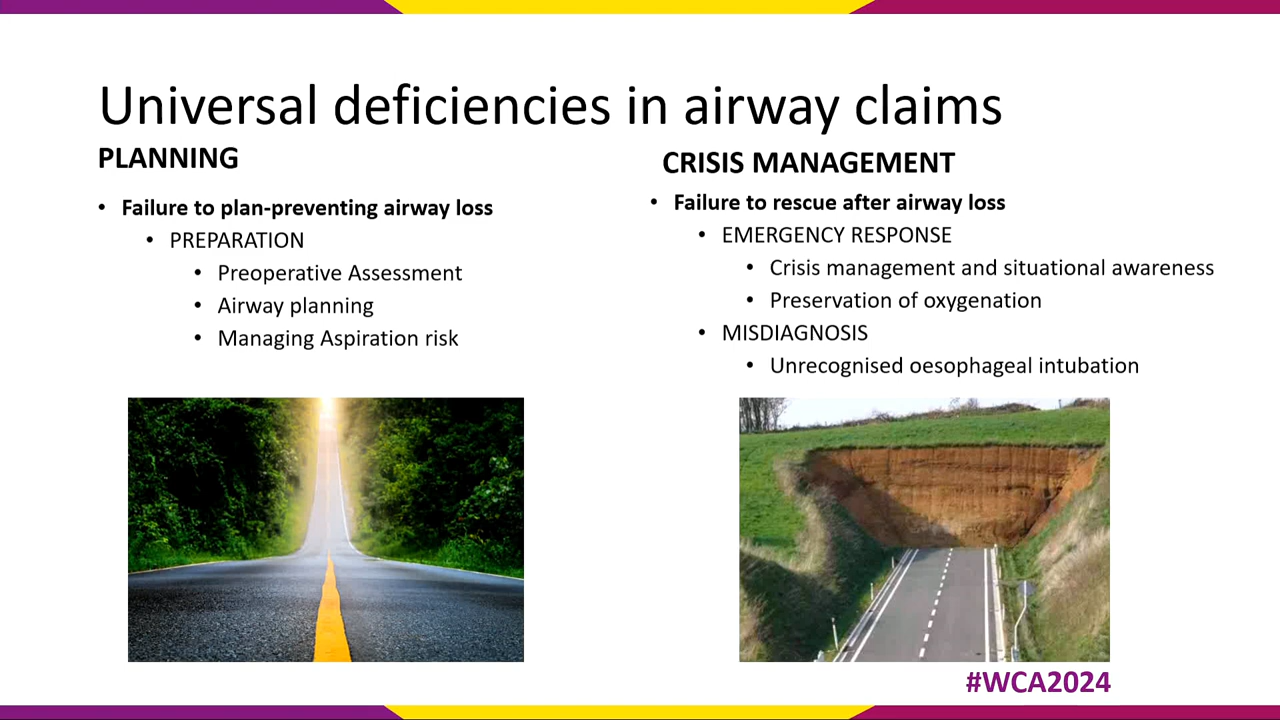 Universal deficiencies in airway claims
PLANNING
• Failure to plan-preventing airway loss
• PREPARATION
• Preoperative Assessment
• Airway planning
• Managing Aspiration risk
CRISIS MANAGEMENT
• Failure to rescue after airway loss
• EMERGENCY RESPONSE
• Crisis management and situational awareness
• Preservation of oxygenation
• MISDIAGNOSIS
• Unrecognised oesophageal intubation
#WCA2024